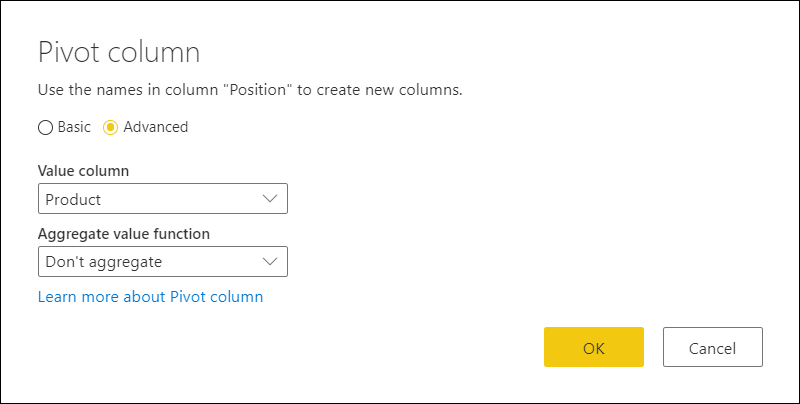 Pivot column
Use the names in column "Position" to create new columns.
Basic Advanced
Value column
Product
Aggregate value function
Don't aggregate
Learn more about Pivot column
OK Cancel